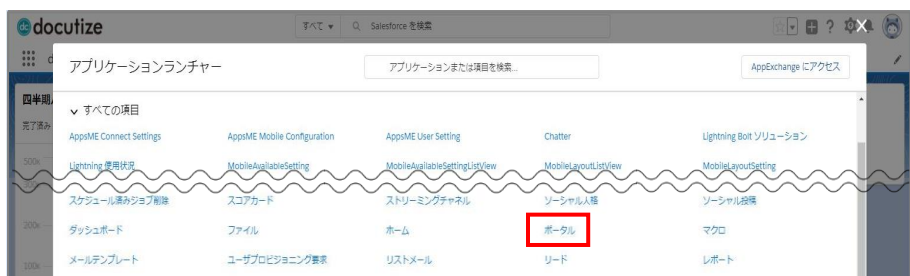 docutize
すべて Salesforce を検索
アプリケーションランチャー アプリケーションまたは項目を検索... AppExchange にアクセス
四半期
すべての項目
完了済み
AppsME Connect Settings AppsME Mobile Configuration AppsME User Setting Chatter Lightning Bolt ソリューション
500k
Lightning 使用状況 MobileAvailableSetting MobileAvailableSettingListView MobileLayoutListView MobileLayoutSetting
スケジュール済みジョブ削除 スコアカード ストリーミングチャネル ソーシャル人格 ソーシャル投稿
200k
ダッシュボード ファイル ホーム ポータル マクロ
100k
メールテンプレート ユーザプロビジョニング要求 リストメール リード レポート